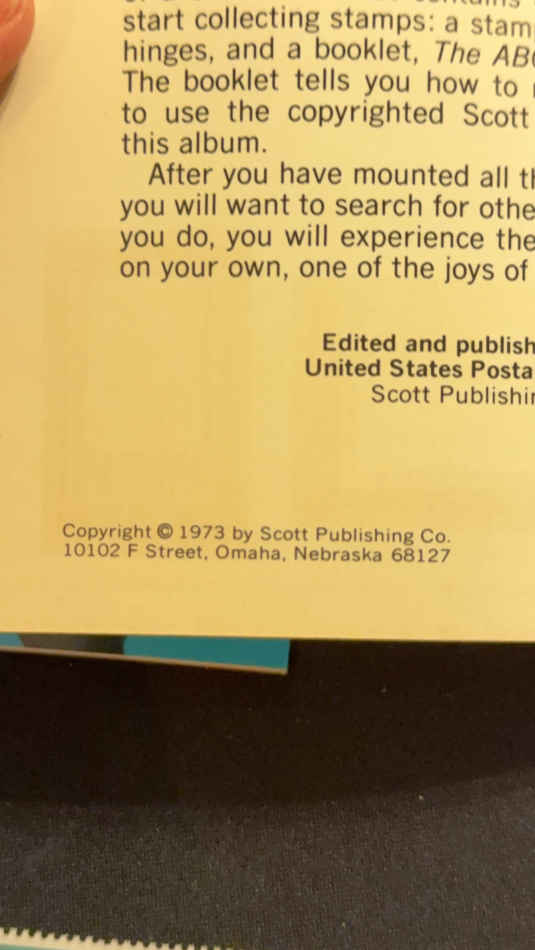 start collecting stamps: a stam
hinges, and a booklet, The AB
The booklet tells you how to
to use the copyrighted Scott
this album.
After you have mounted all th
you will want to search for othe
you do, you will experience the
on your own, one of the joys of
Edited and publish
United States Posta
Scott Publishin
Copyright © 1973 by Scott Publishing Co.
10102 F Street, Omaha, Nebraska 68127